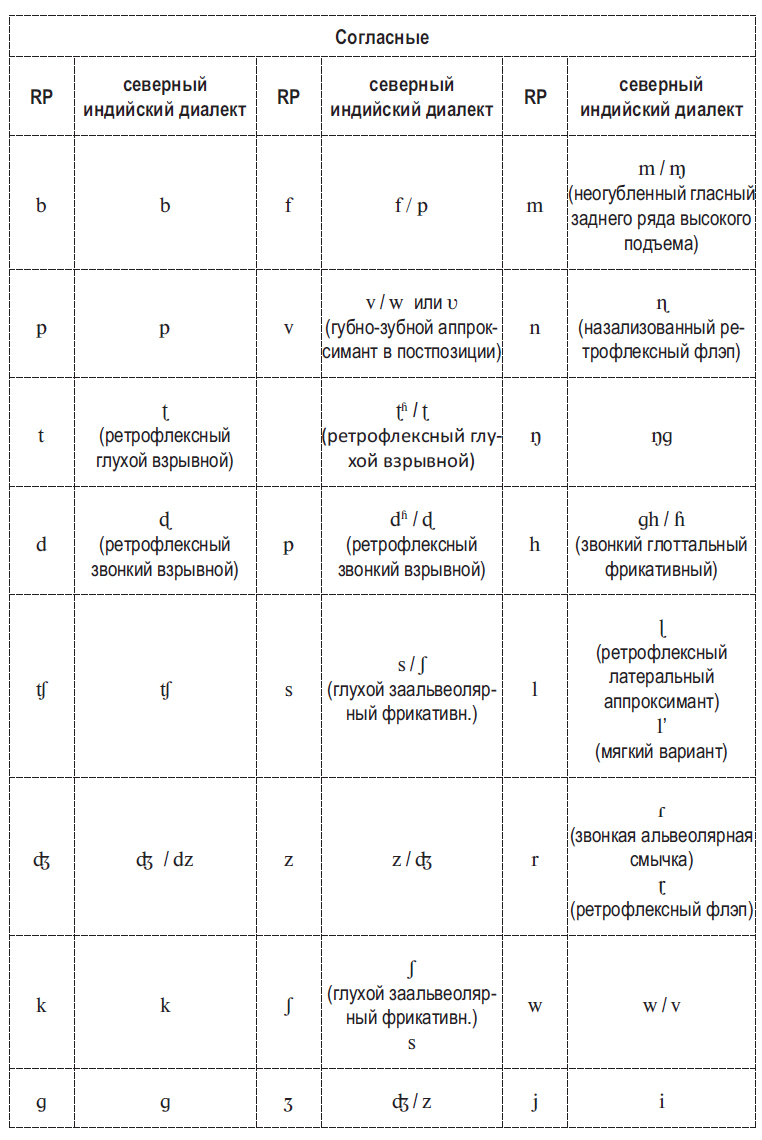 Согласные
RP
северный
индийский диалект
RP
северный
индийский диалект
RP
северный
индийский диалект
b
b
f
f / p
m
m / ɱ
(неогубленный гласный
заднего ряда высокого
подъема)
p
p
v
v / w или ʋ
(губно-зубной аппрок-
симант в постпозиции)
n
ɳ
(назализованный ре-
трофлексный флэп)
t
ʈ
(ретрофлексный
глухой взрывной)
ʈʱ / ʈ
(ретрофлексный глу-
хой взрывной)
ŋ
ŋɡ
d
ɖ
(ретрофлексный
звонкий взрывной)
p
dʱ / ɖ
(ретрофлексный
звонкий взрывной)
h
ɡh / ɦ
(звонкий глоттальный
фрикативный)
ʧ
ʧ
s
s / ʃ
(глухой заальвеоляр-
ный фрикативн.)
l
ɭ
(ретрофлексный
латеральный
аппроксимант)
l’
(мягкий вариант)
ʤ
ʤ / dz
z
z / ʤ
r
ɾ
(звонкая альвеолярная
смычка)
ɽ
(ретрофлексный флэп)
k
k
ʃ
ʃ
(глухой заальвеоляр-
ный фрикативн.)
s
w
w / v
ɡ
ɡ
ʒ
ʤ / z
j
i